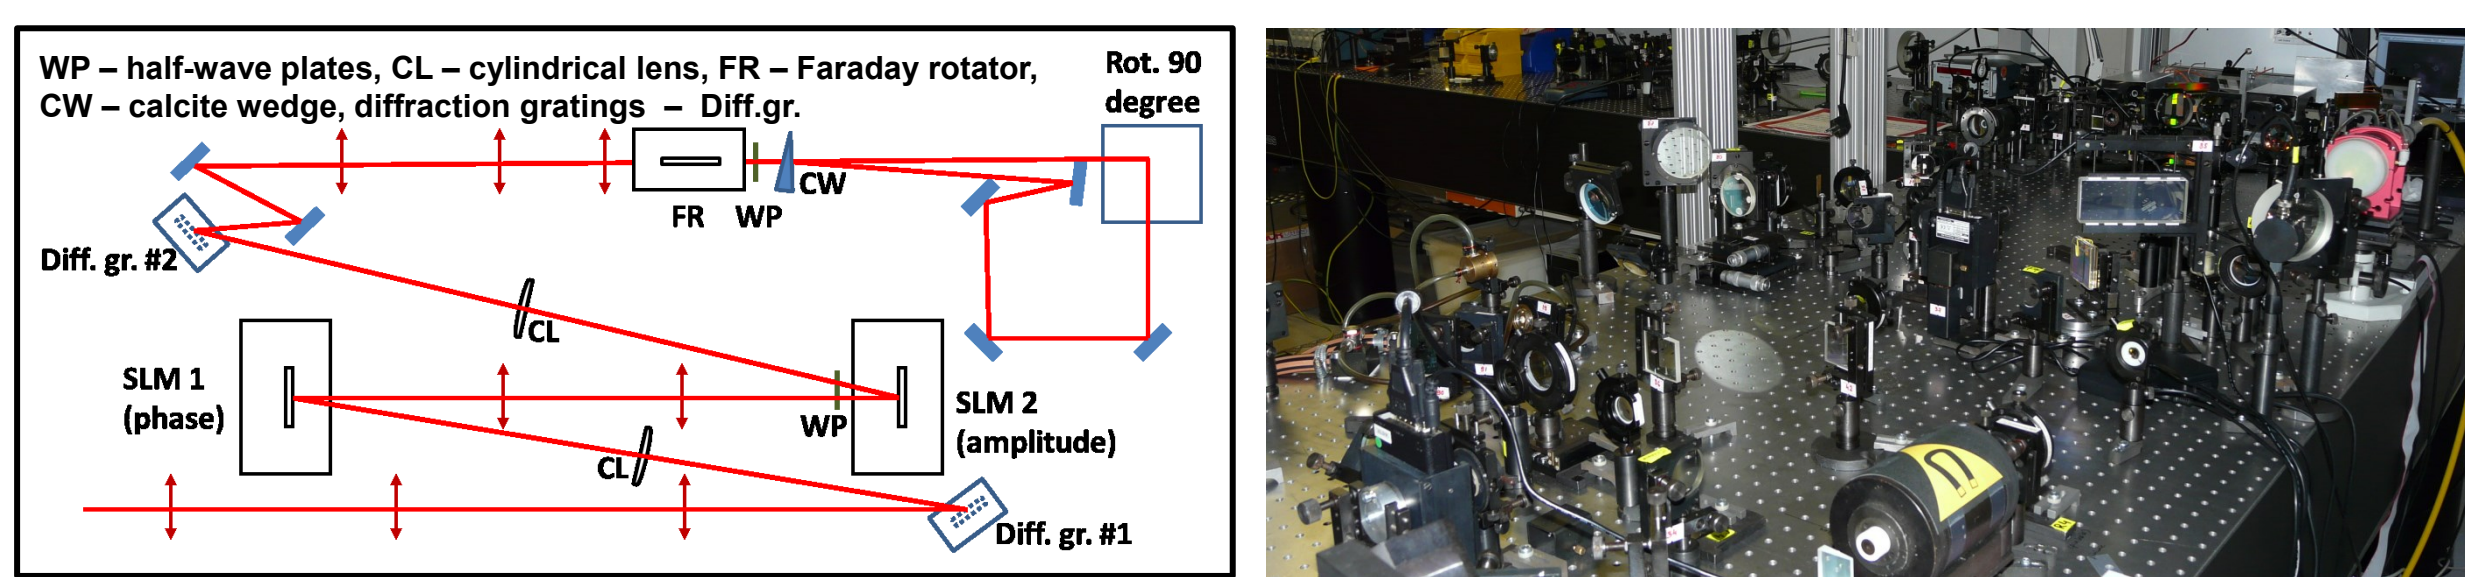 WP – half-wave plates, CL – cylindrical lens, FR – Faraday rotator,
CW – calcite wedge, diffraction gratings – Diff.gr.
Rot. 90
degree
CW
FR
WP
Diff. gr. #2
CL
SLM 1
(phase)
WP
SLM 2
(amplitude)
CL
Diff. gr. #1